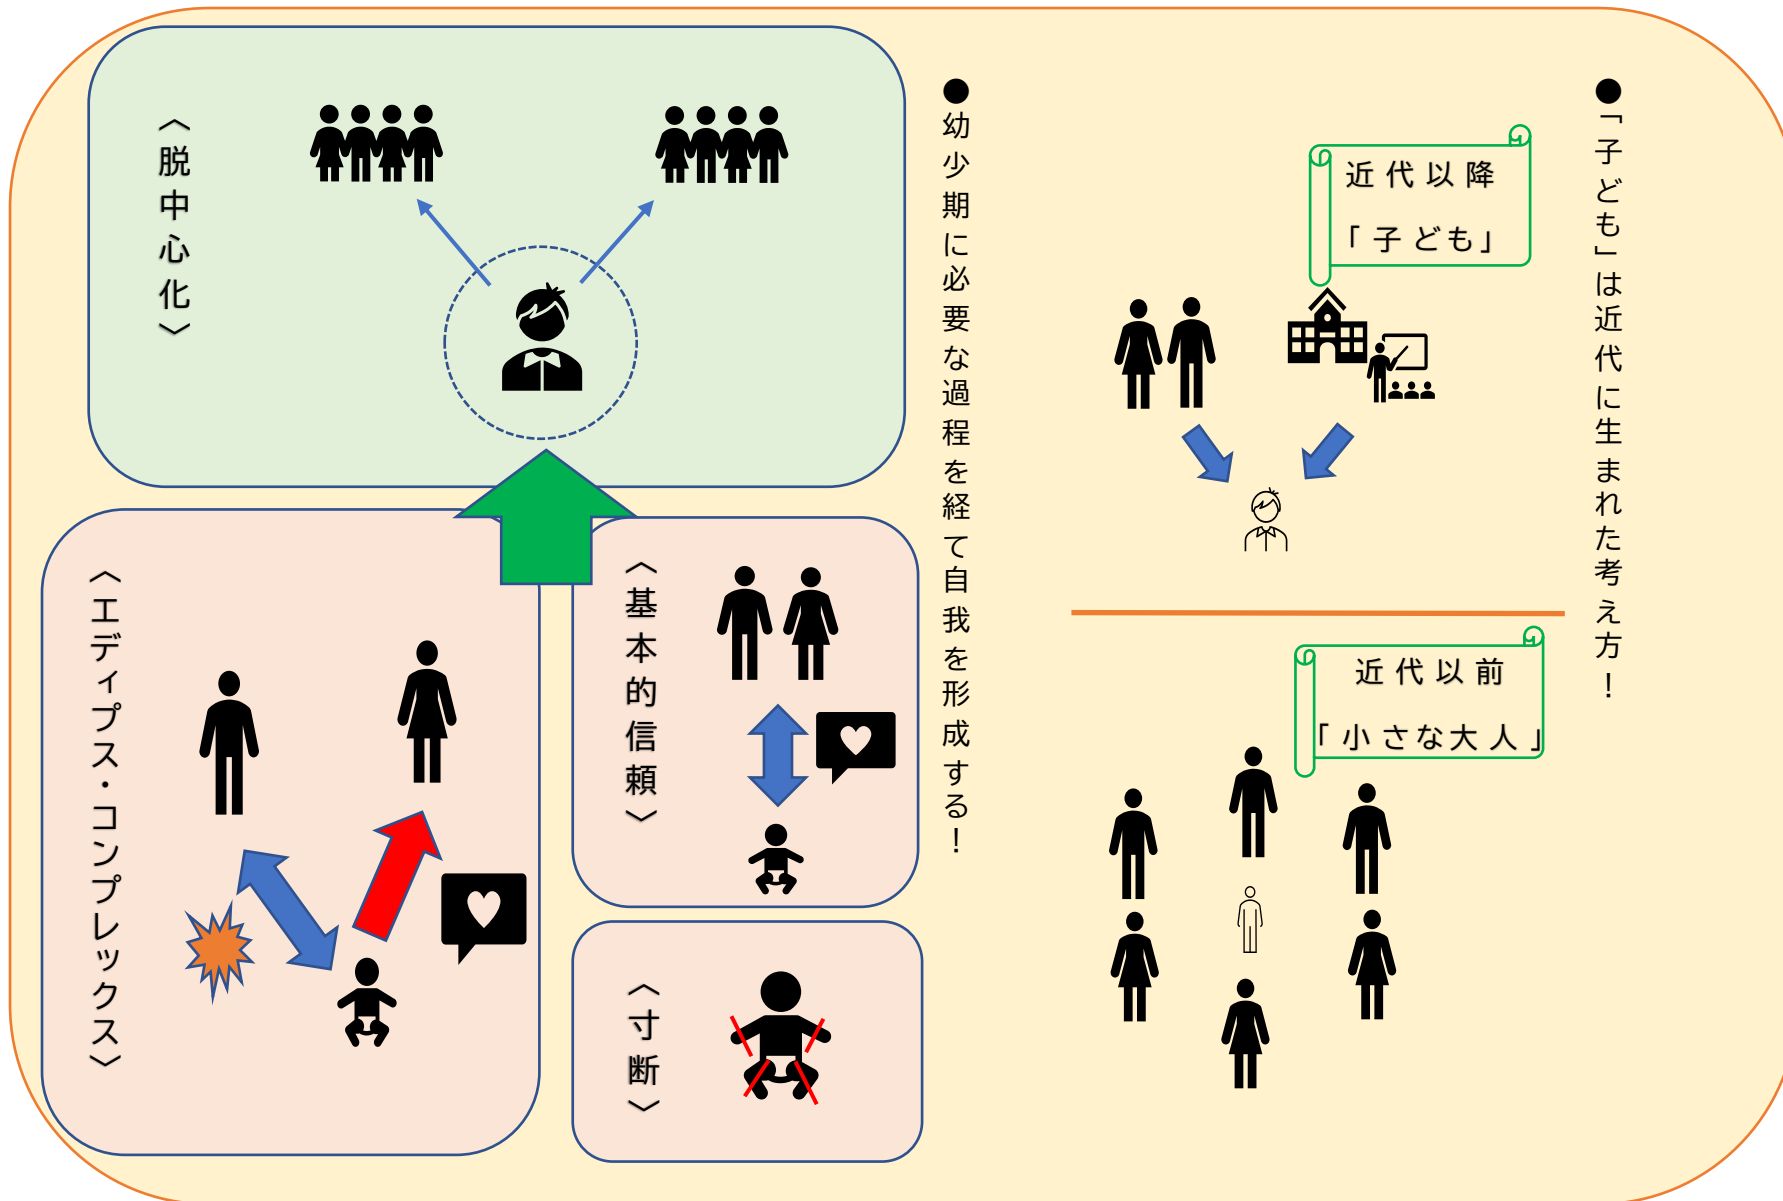 ●「子ども」は近代に生まれた考え方！
近代以降
「子ども」
近代以前
「小さな大人」
●幼少期に必要な過程を経て自我を形成する！
〈脱中心化〉
〈基本的信頼〉
〈寸断〉
〈エディプス・コンプレックス〉